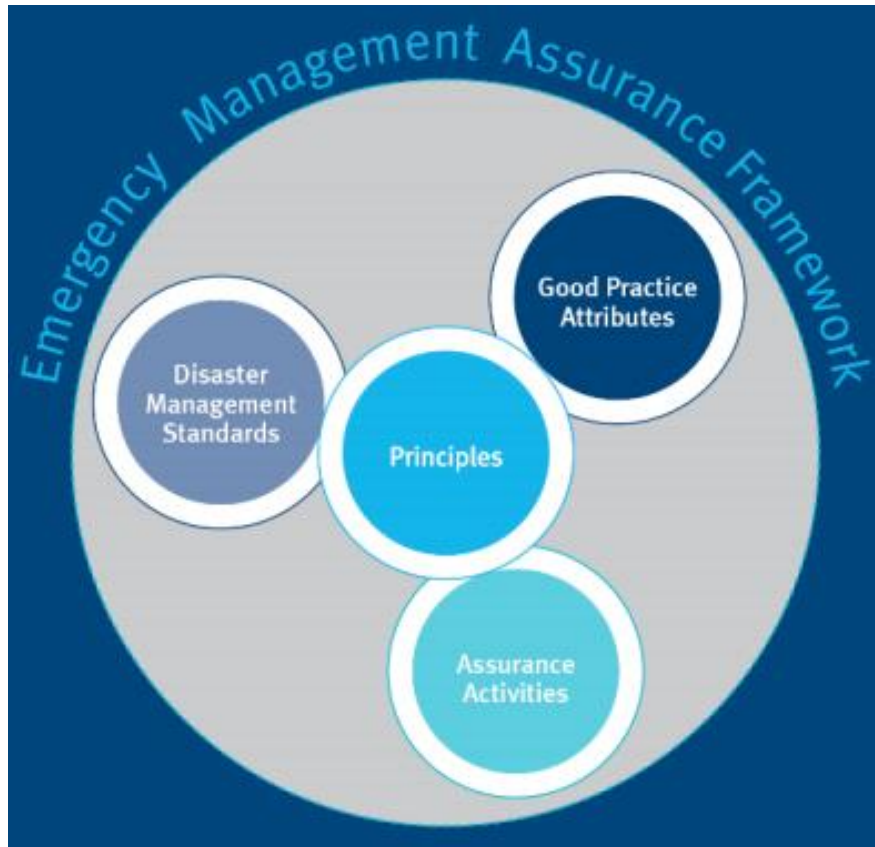 Emergency Management Assurance Framework
Good Practice
Attributes
Disaster
Management
Standards
Principles
Assurance
Activities